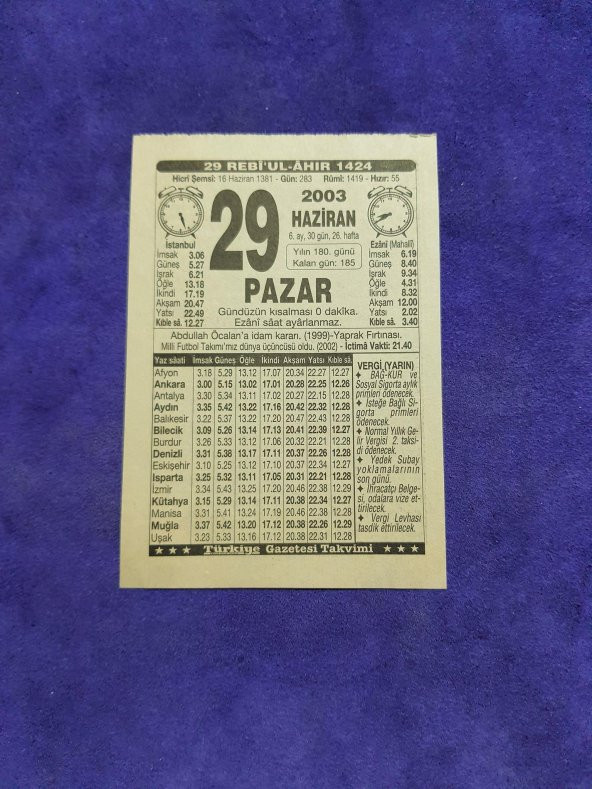 29 REBİ'UL-ÂHIR 1424
Hicrî Şemsî: 16 Haziran 1381 - Gün: 283 Rûmî: 1419 - Hızır: 55
29
2003
HAZİRAN
6. ay, 30 gün, 26. hafta
Yılın 180. günü
Kalan gün: 185
PAZAR
Gündüzün kısalması 0 dakîka.
Ezânî sâat ayârlanmaz.
İstanbul
İmsak 3.06
Güneş 5.27
İşrak 6.21
Öğle 13.18
İkindi 17.19
Akşam 20.47
Yatsı 22.49
Kıble sâ. 12.27
Ezânî (Mahallî)
İmsak 6.19
Güneş 8.40
İşrak 9.34
Öğle 4.31
İkindi 8.32
Akşam 12.00
Yatsı 2.02
Kıble sâ. 3.40
Abdullah Öcalan'a idam kararı. (1999)-Yaprak Fırtınası.
Milli Futbol Takımı'mız dünya üçüncüsü oldu. (2002) - İctimâ Vakti: 21.40
Yaz sâati İmsak Güneş Öğle İkindi Akşam Yatsı Kıble sâ.
Afyon 3.18 5.29 13.12 17.07 20.34 22.27 12.27
Ankara 3.00 5.15 13.02 17.01 20.28 22.25 12.26
Antalya 3.30 5.34 13.11 17.01 20.27 22.15 12.28
Aydın 3.35 5.42 13.22 17.16 20.42 22.32 12.28
Balıkesir 3.22 5.37 13.22 17.20 20.47 22.43 12.28
Bilecik 3.09 5.26 13.14 17.13 20.41 22.39 12.27
Burdur 3.26 5.33 13.12 17.06 20.32 22.21 12.28
Denizli 3.31 5.38 13.17 17.11 20.37 22.26 12.28
Eskişehir 3.10 5.25 13.12 17.10 20.37 22.34 12.27
Isparta 3.25 5.32 13.11 17.05 20.31 22.21 12.28
İzmir 3.34 5.43 13.25 17.20 20.46 22.38 12.29
Kütahya 3.15 5.29 13.14 17.11 20.38 22.34 12.27
Manisa 3.31 5.41 13.24 17.19 20.46 22.38 12.28
Muğla 3.37 5.42 13.20 17.12 20.38 22.26 12.29
Uşak 3.23 5.33 13.16 17.12 20.38 22.31 12.28
VERGİ (YARIN)
✦ BAĞ-KUR ve
Sosyal Sigorta aylık
primleri ödenecek.
✦ İsteğe Bağlı Si-
gorta primleri
ödenecek.
✦ Normal Yıllık Ge-
lir Vergisi 2. taksi-
di ödenecek.
✦ Yedek Subay
yoklamalarının
son günü.
✦ İhracatçı Belge-
si, odalara vize et-
tirilecek.
✦ Vergi Levhası
tasdik ettirilecek.
★ ★ ★ Türkiye Gazetesi Takvimi ★ ★ ★